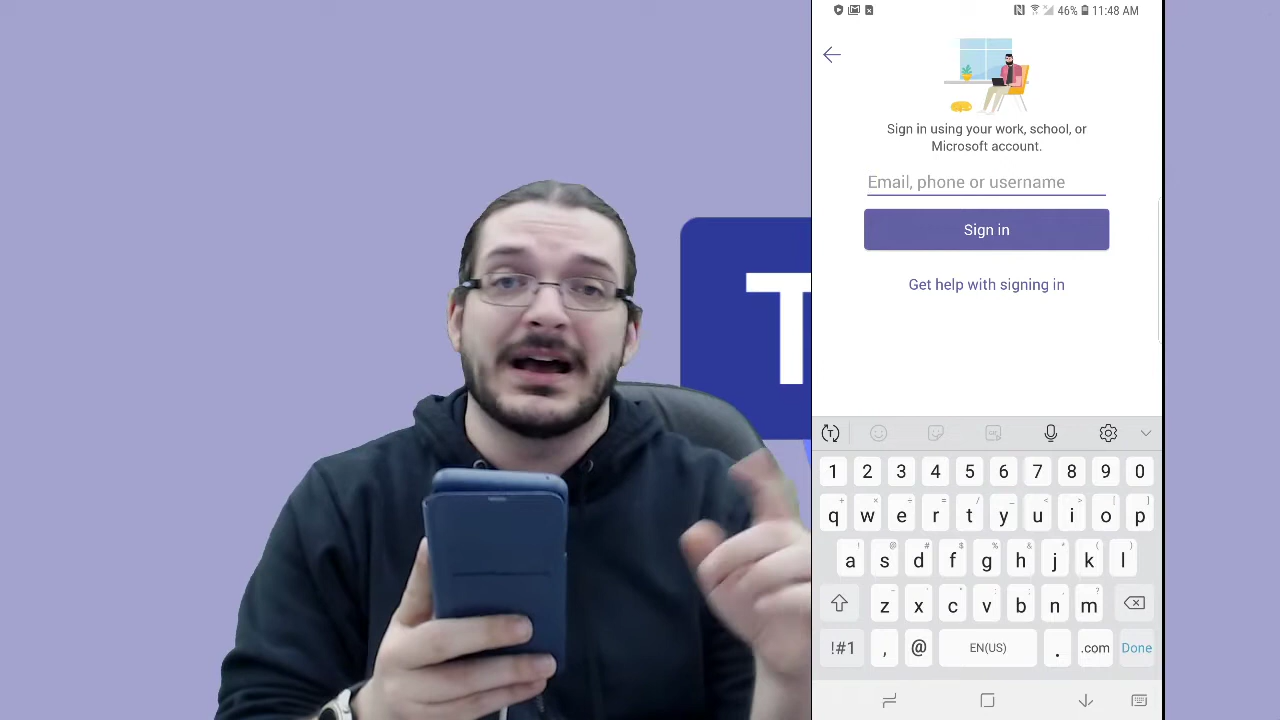 46% 11:48 AM
Sign in using your work, school, or
Microsoft account.
Email, phone or username
Sign in
Get help with signing in
T
1 2 3 4 5 6 7 8 9 0
q w e r t y u i o p
a s d f g h j k l
z x c v b n m
!#1 , @ EN(US) . .com Done